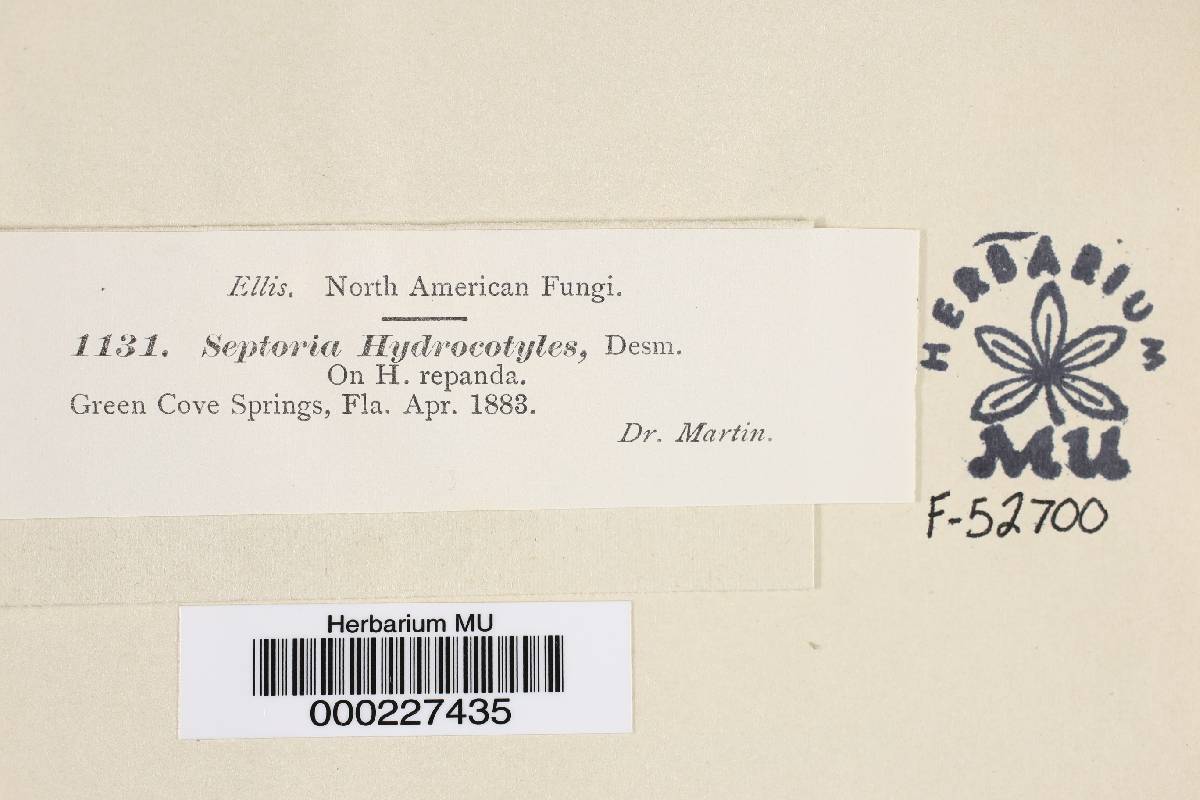 Ellis. North American Fungi.
1131. Septoria Hydrocotyles, Desm.
On H. repanda.
Green Cove Springs, Fla. Apr. 1883.
Dr. Martin.
HERBARIUM
MU
F-52700
Herbarium MU
000227435